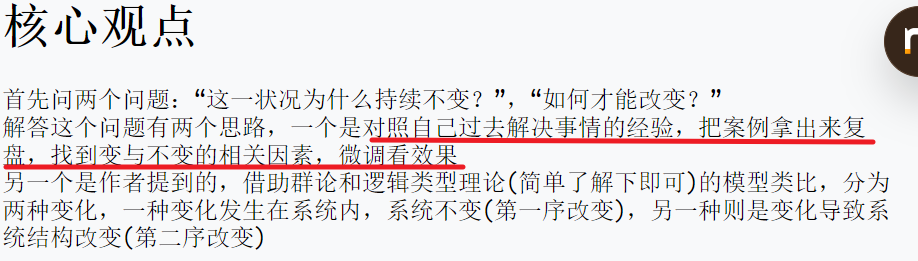 核心观点
首先问两个问题：“这一状况为什么持续不变？”，“如何才能改变？”
解答这个问题有两个思路，一个是对照自己过去解决事情的经验，把案例拿出来复
盘，找到变与不变的相关因素，微调看效果
另一个是作者提到的，借助群论和逻辑类型理论(简单了解下即可)的模型类比，分为
两种变化，一种变化发生在系统内，系统不变(第一序改变)，另一种则是变化导致系
统结构改变(第二序改变)